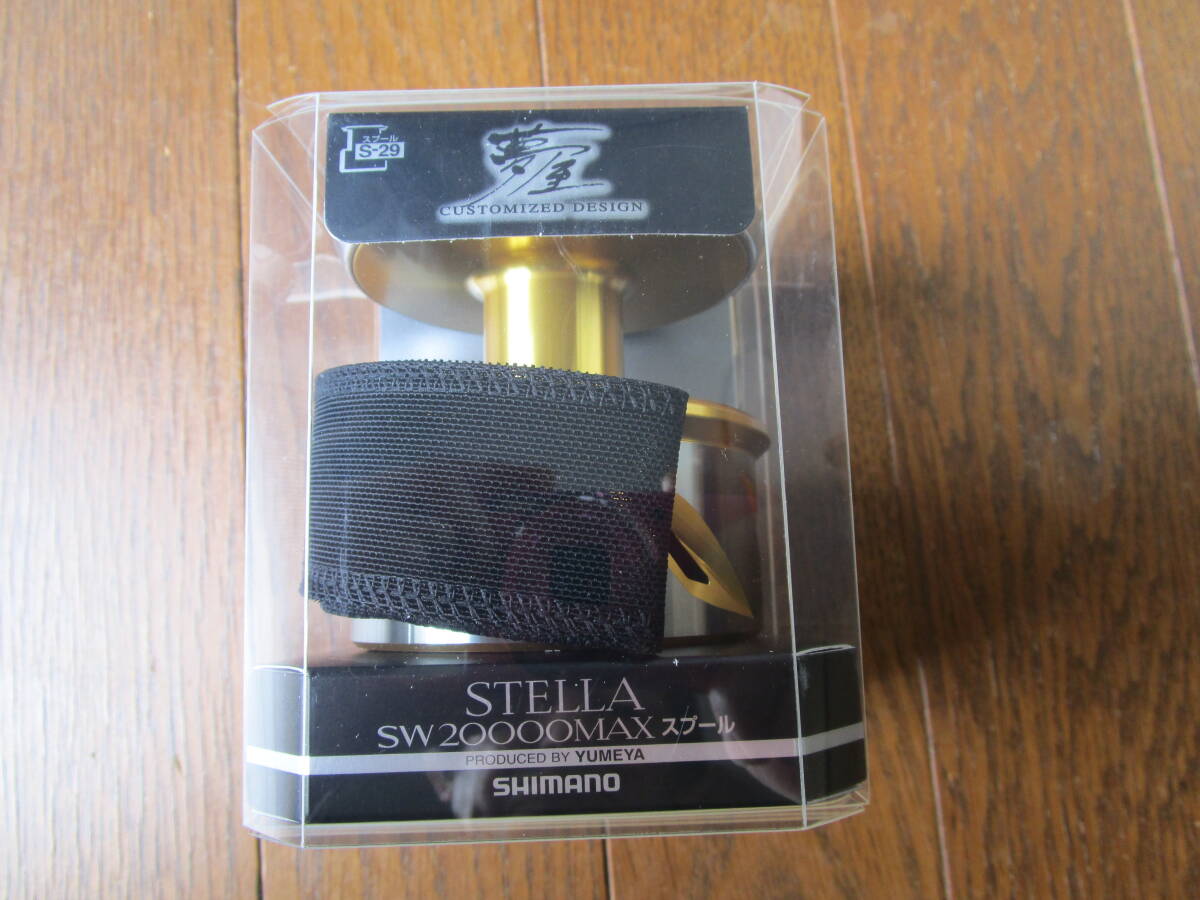 スプール
S-29
夢屋
CUSTOMIZED DESIGN
STELLA
SW20000MAX スプール
PRODUCED BY YUMEYA
SHIMANO